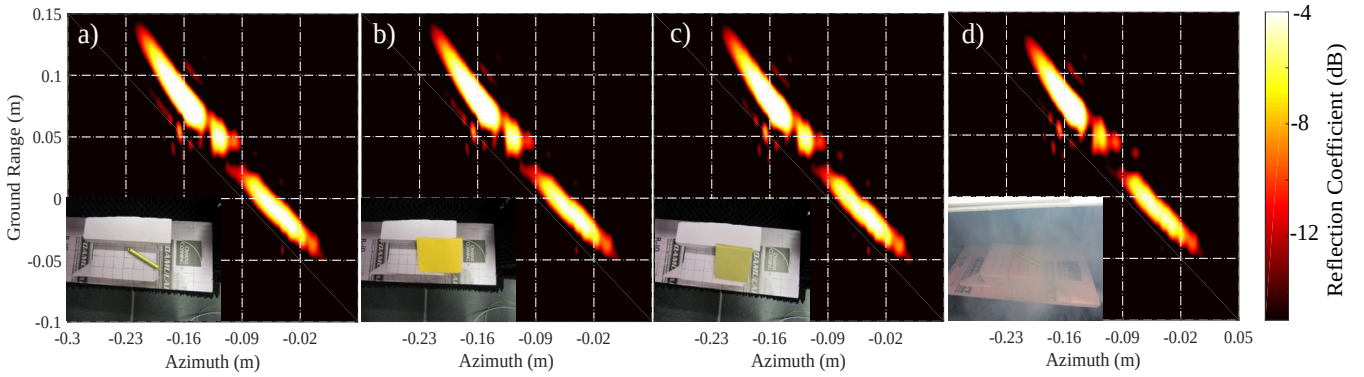 a)
b)
c)
d)
0.15
0.1
0.05
0
-0.05
-0.1
Ground Range (m)
-0.3 -0.23 -0.16 -0.09 -0.02
-0.23 -0.16 -0.09 -0.02
-0.23 -0.16 -0.09 -0.02
-0.23 -0.16 -0.09 -0.02 0.05
Azimuth (m)
Azimuth (m)
Azimuth (m)
Azimuth (m)
-4
-8
-12
Reflection Coefficient (dB)